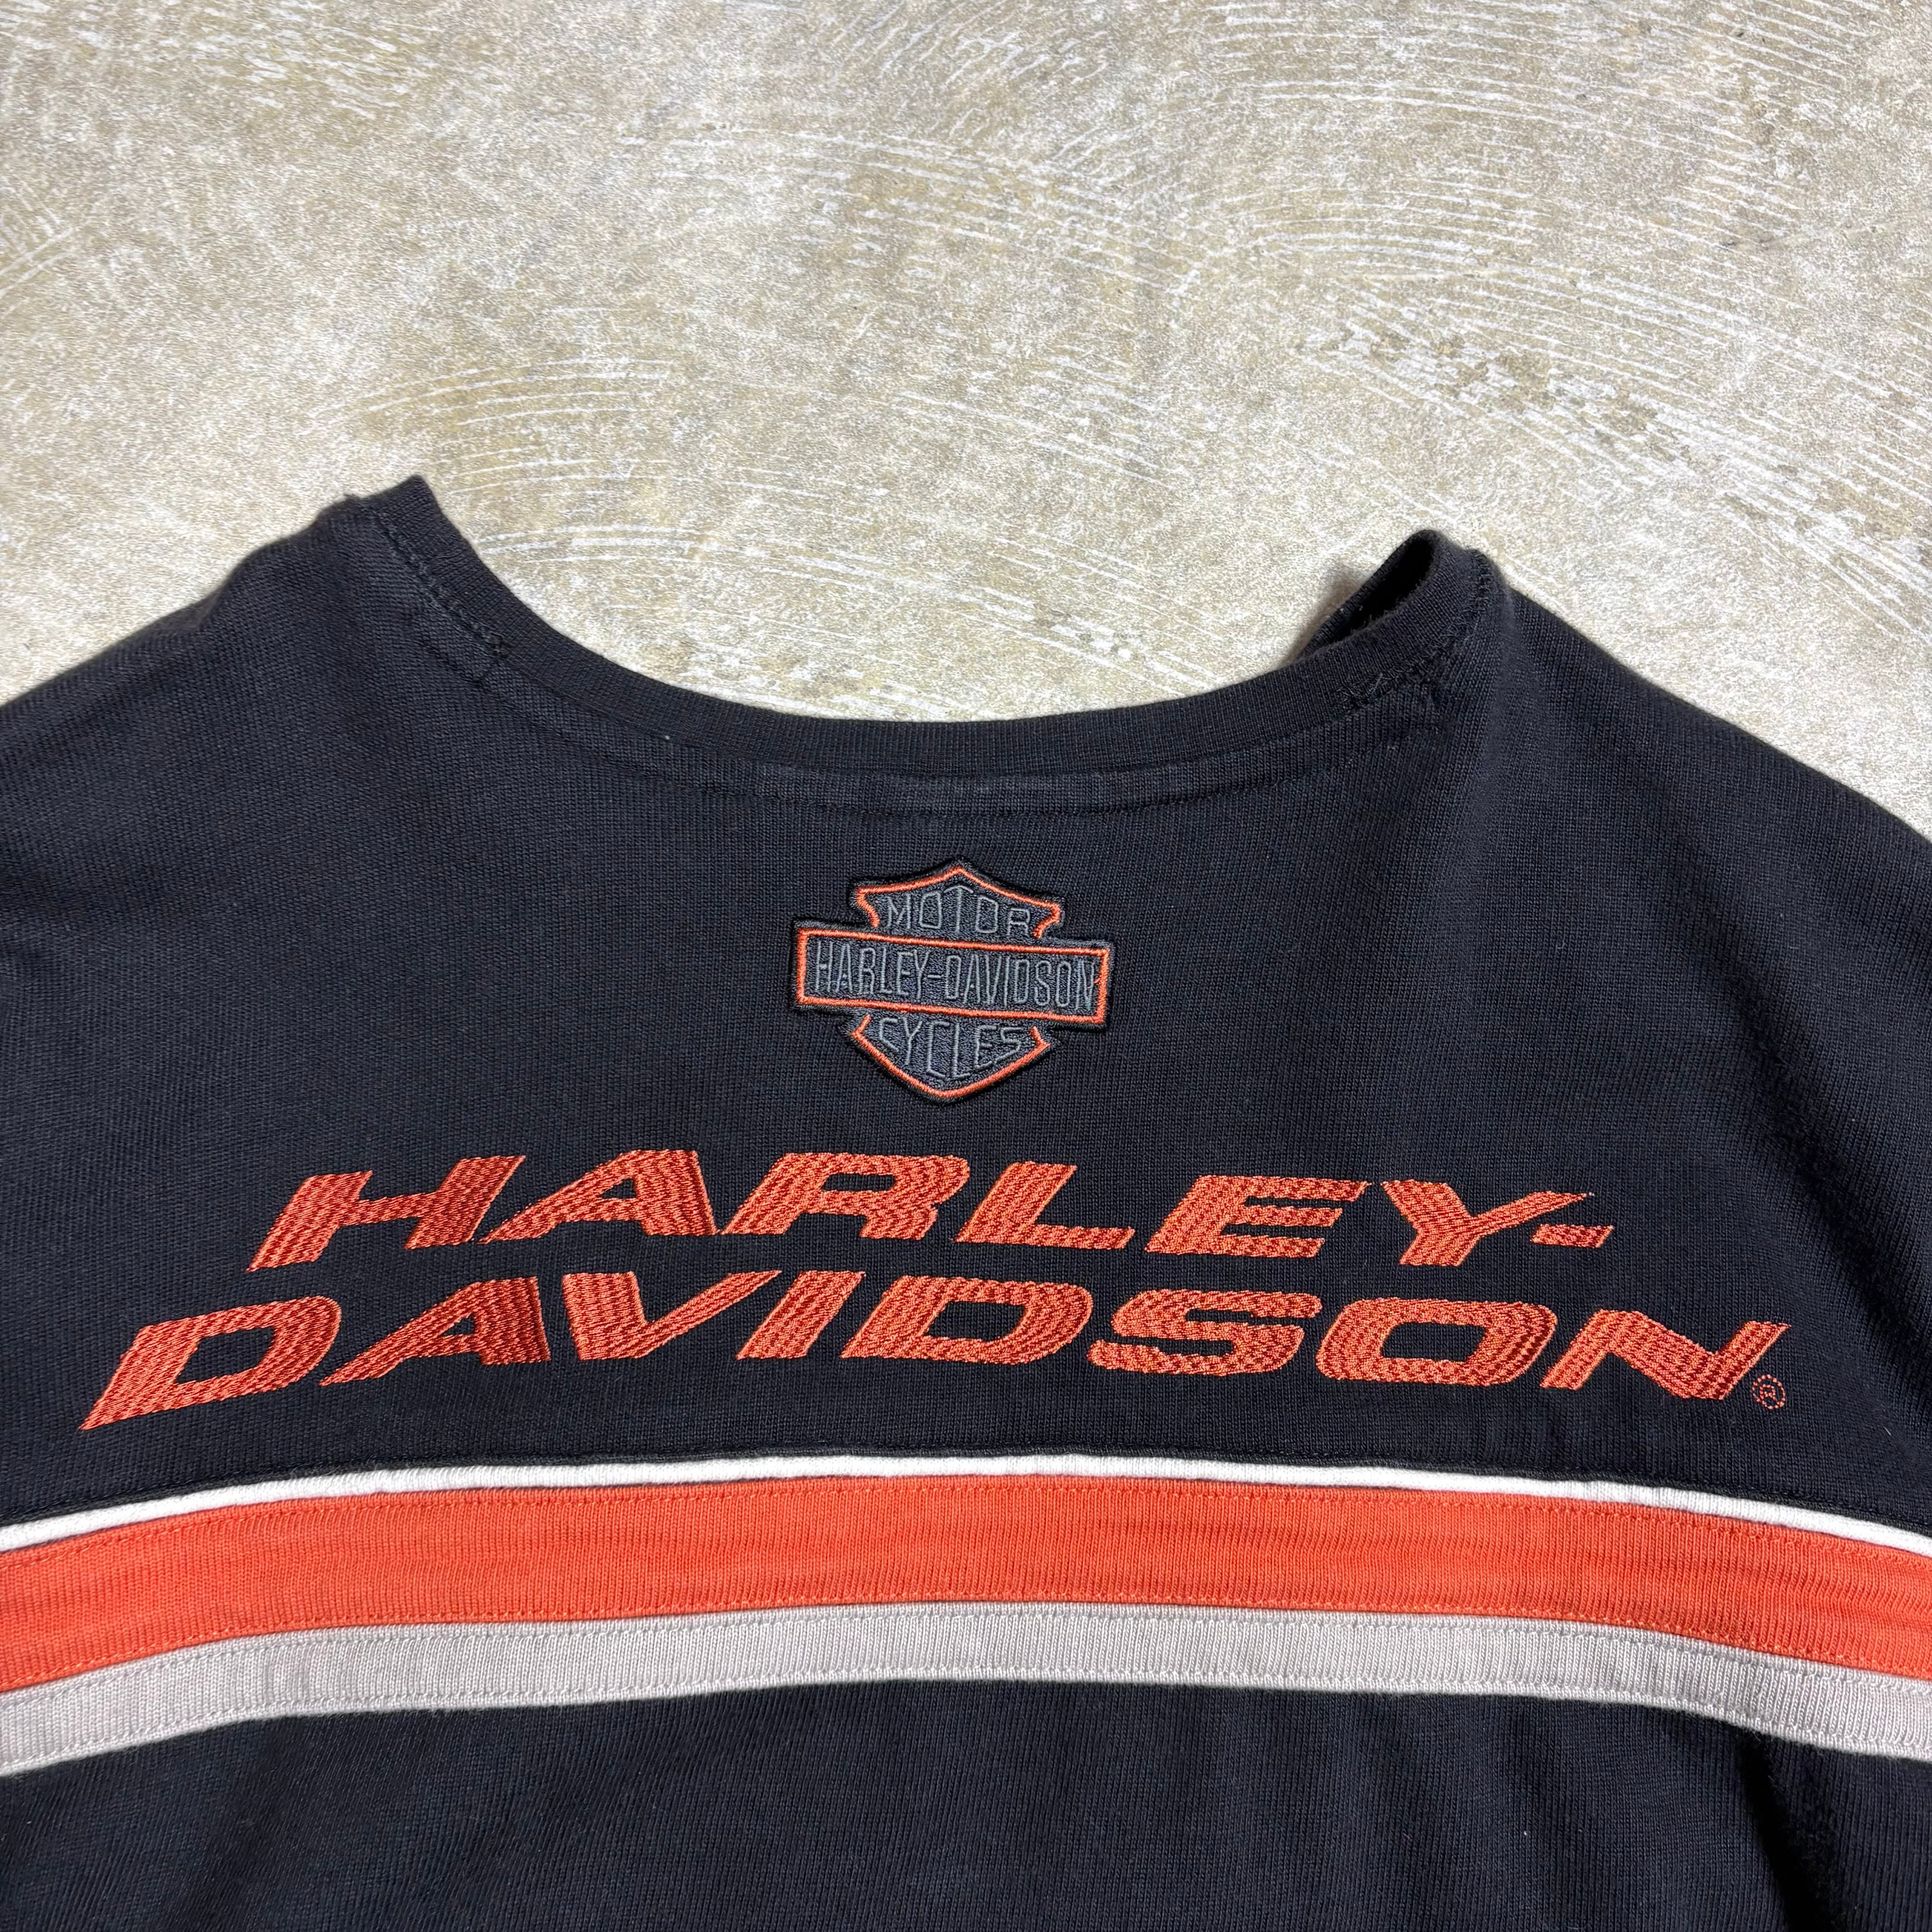 MOTOR
HARLEY-DAVIDSON
CYCLES
HARLEY-
DAVIDSON®